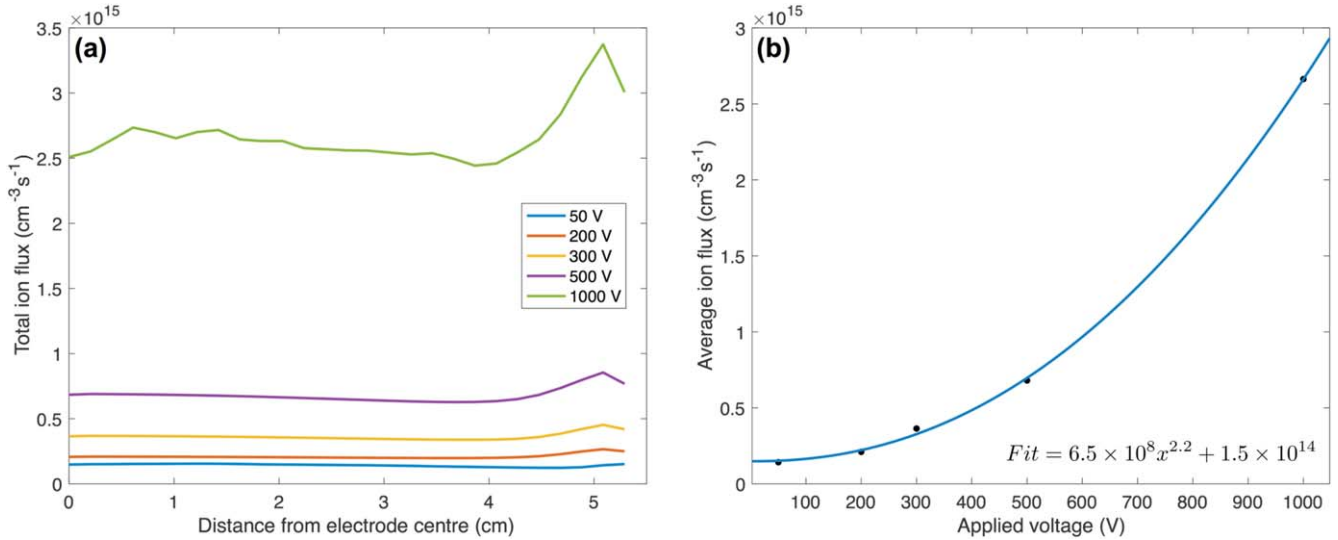 ×10^15
(a)
3.5
3
2.5
2
1.5
1
0.5
0
Total ion flux (cm^-3 s^-1)
50 V
200 V
300 V
500 V
1000 V
0 1 2 3 4 5
Distance from electrode centre (cm)
×10^15
(b)
3
2.5
2
1.5
1
0.5
0
Average ion flux (cm^-3 s^-1)
Fit = 6.5 × 10^8 x^2.2 + 1.5 × 10^14
100 200 300 400 500 600 700 800 900 1000
Applied voltage (V)